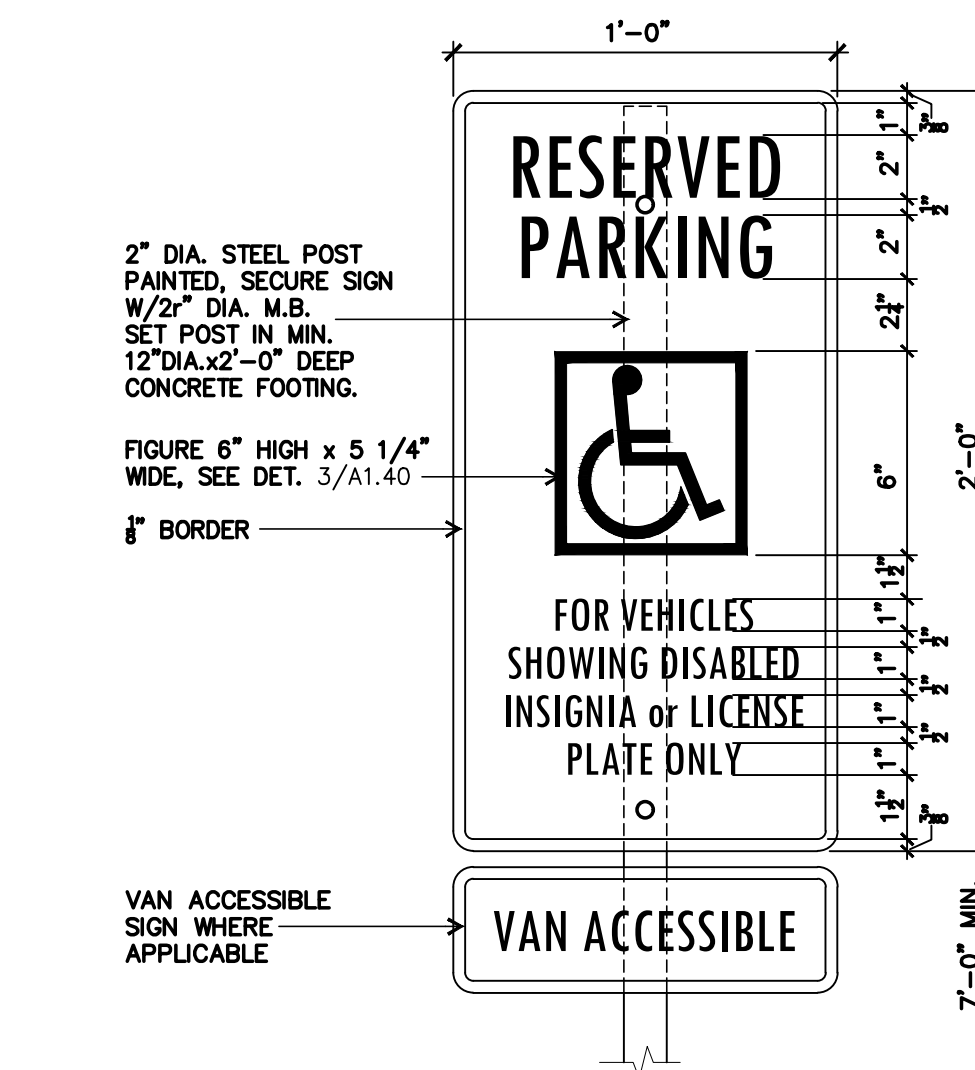 1'-0"
RESERVED
PARKING
2" DIA. STEEL POST
PAINTED, SECURE SIGN
W/2r" DIA. M.B.
SET POST IN MIN.
12"DIA.x2'-0" DEEP
CONCRETE FOOTING.
FIGURE 6" HIGH x 5 1/4"
WIDE, SEE DET. 3/A1.40
1/8" BORDER
FOR VEHICLES
SHOWING DISABLED
INSIGNIA or LICENSE
PLATE ONLY
VAN ACCESSIBLE
SIGN WHERE
APPLICABLE
VAN ACCESSIBLE
3/8"
1"
2"
1/2"
2"
2 1/4"
6"
1 1/2"
1"
1/2"
1"
1/2"
1"
1/2"
1"
1 1/2"
3/8"
2'-0"
7'-0" MIN.